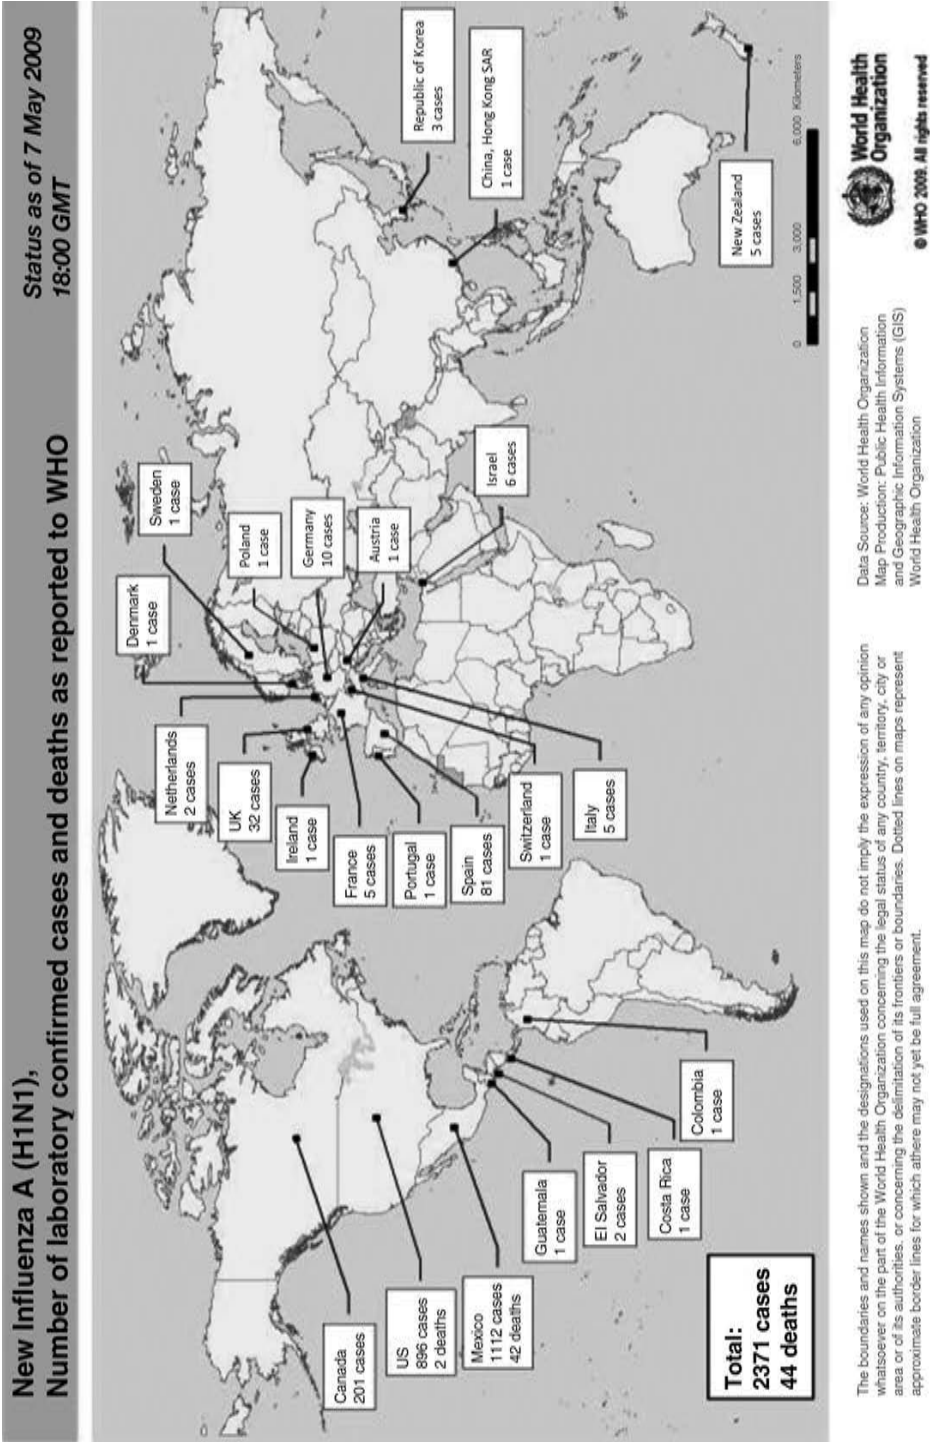 New Influenza A (H1N1),
Number of laboratory confirmed cases and deaths as reported to WHO
Status as of 7 May 2009
18:00 GMT
Canada
201 cases
US
896 cases
2 deaths
Mexico
1112 cases
42 deaths
Guatemala
1 case
El Salvador
2 cases
Costa Rica
1 case
Colombia
1 case
Netherlands
2 cases
UK
32 cases
Ireland
1 case
France
5 cases
Portugal
1 case
Spain
81 cases
Switzerland
1 case
Italy
5 cases
Denmark
1 case
Sweden
1 case
Poland
1 case
Germany
10 cases
Austria
1 case
Israel
6 cases
Republic of Korea
3 cases
China, Hong Kong SAR
1 case
New Zealand
5 cases
Total:
2371 cases
44 deaths
0 1,500 3,000 6,000 Kilometers
The boundaries and names shown and the designations used on this map do not imply the expression of any opinion
whatsoever on the part of the World Health Organization concerning the legal status of any country, territory, city or
area or of its authorities. or concerning the delimitation of its frontiers or boundaries. Dotted lines on maps represent
approximate border lines for which athere may not yet be full agreement.
Data Source: World Health Organization
Map Production: Public Health Information
and Geographic Information Systems (GIS)
World Health Organization
World Health
Organization
© WHO 2009. All rights reserved